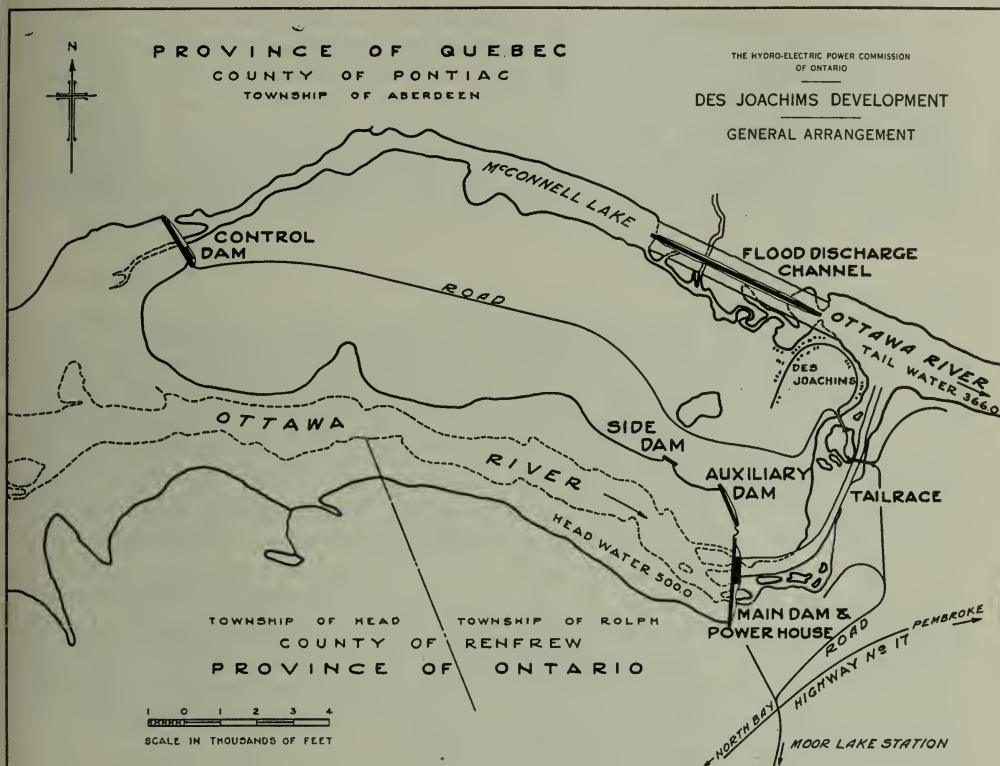 N
PROVINCE OF QUEBEC
COUNTY OF PONTIAC
TOWNSHIP OF ABERDEEN
THE HYDRO-ELECTRIC POWER COMMISSION
OF ONTARIO
DES JOACHIMS DEVELOPMENT
GENERAL ARRANGEMENT
McCONNELL LAKE
CONTROL
DAM
FLOOD DISCHARGE
CHANNEL
ROAD
OTTAWA RIVER
TAIL WATER 366.0
DES
JOACHIMS
OTTAWA
RIVER
SIDE
DAM
AUXILIARY
DAM
TAILRACE
HEAD WATER 500.0
MAIN DAM &
POWER HOUSE
TOWNSHIP OF HEAD TOWNSHIP OF ROLPH
COUNTY OF RENFREW
PROVINCE OF ONTARIO
ROAD
PEMBROKE
HIGHWAY No 17
NORTH BAY
MOOR LAKE STATION
1 0 1 2 3 4
SCALE IN THOUSANDS OF FEET